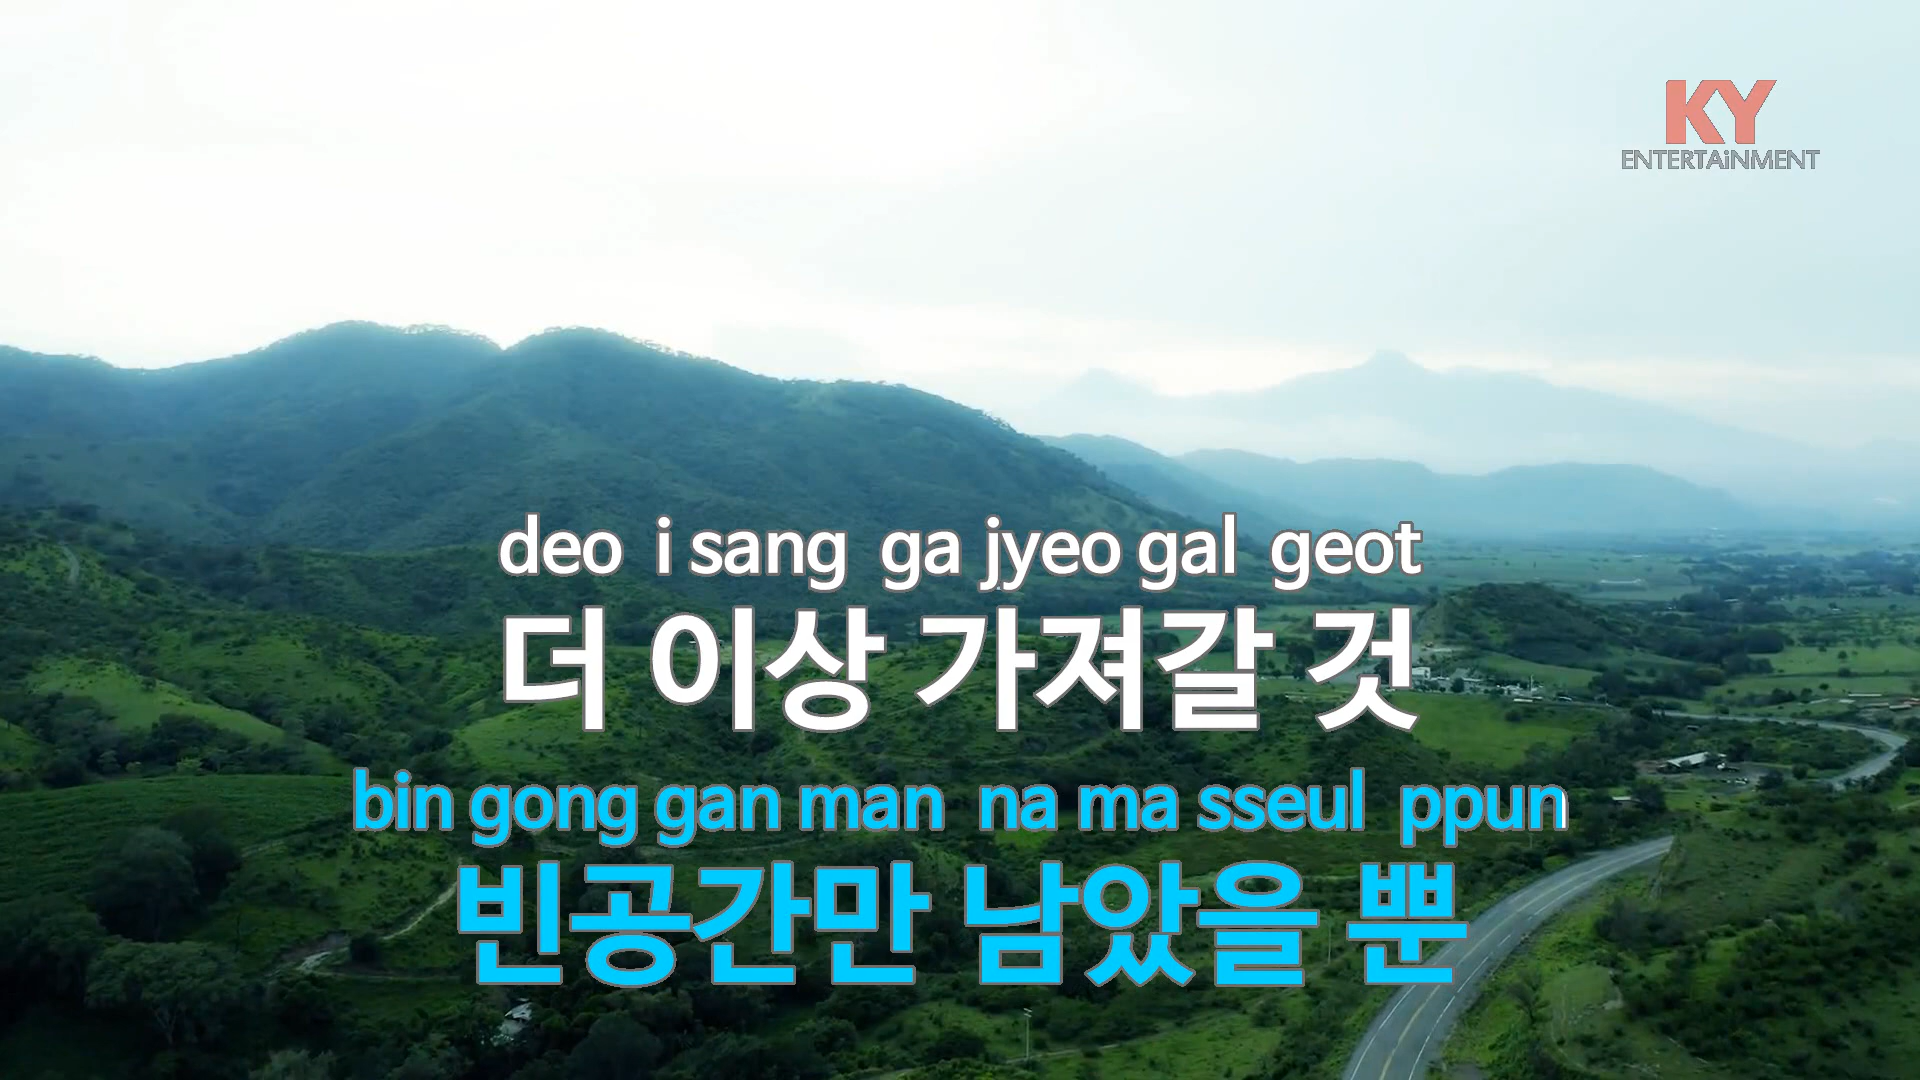 KY
ENTERTAiNMENT
deo i sang ga jyeo gal geot
더 이상 가져갈 것
bin gong gan man na ma sseul ppun
빈공간만 남았을 뿐